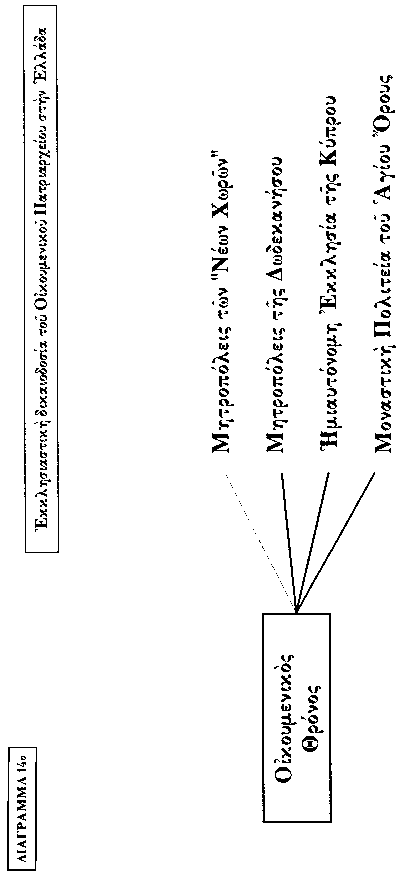 ΔΙΑΓΡΑΜΜΑ 14ο
Ἐκκλησιαστικὴ δικαιοδοσία τοῦ Οἰκουμενικοῦ Πατριαρχείου στὴν Ἑλλάδα
Οἰκουμενικὸς
Θρόνος
Μητροπόλεις τῶν "Νέων Χωρῶν"
Μητροπόλεις τῆς Δωδεκανήσου
Ἡμιαυτόνομη Ἐκκλησία τῆς Κύπρου
Μοναστικὴ Πολιτεία τοῦ Ἁγίου Ὄρους